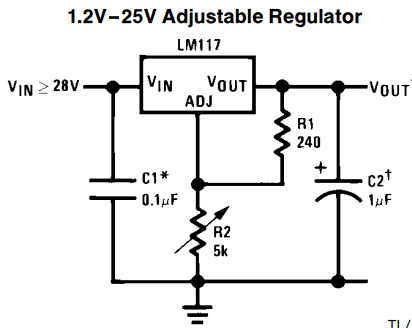 1.2V–25V Adjustable Regulator
LM117
VIN ≥ 28V
VIN
VOUT
ADJ
VOUT
R1
240
C1*
0.1µF
C2†
1µF
+
R2
5k
TL/